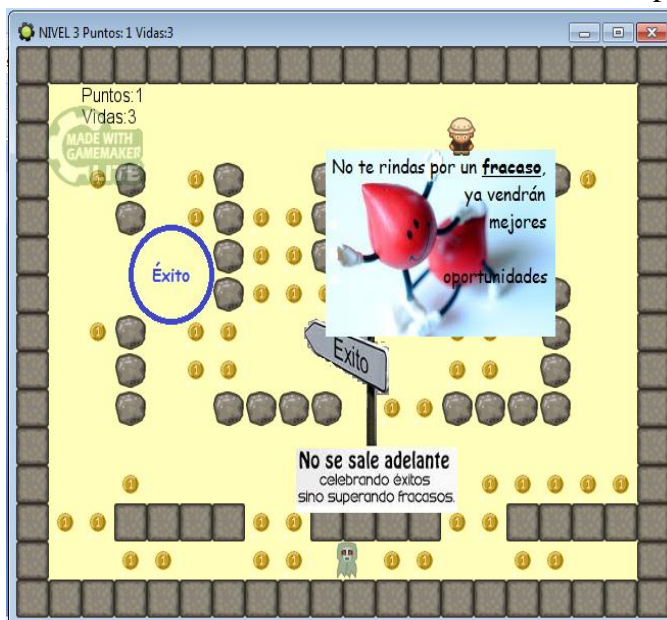 NIVEL 3 Puntos: 1 Vidas:3
Puntos:1
Vidas:3
MADE WITH
GAMEMAKER
LITE
No te rindas por un fracaso,
ya vendrán
mejores
oportunidades
Éxito
Exito
No se sale adelante
celebrando éxitos
sino superando fracasos.